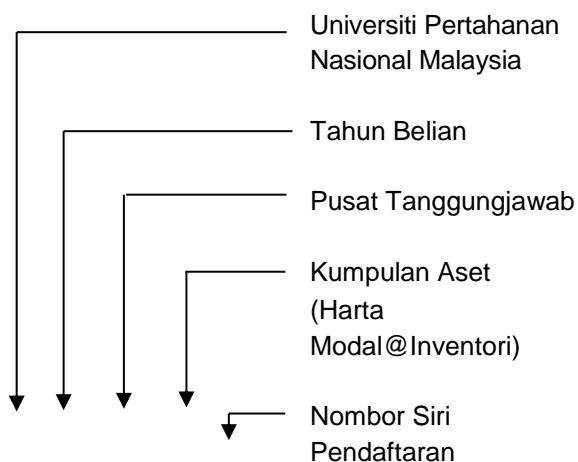 Universiti Pertahanan
Nasional Malaysia
Tahun Belian
Pusat Tanggungjawab
Kumpulan Aset
(Harta
Modal@Inventori)
Nombor Siri
Pendaftaran